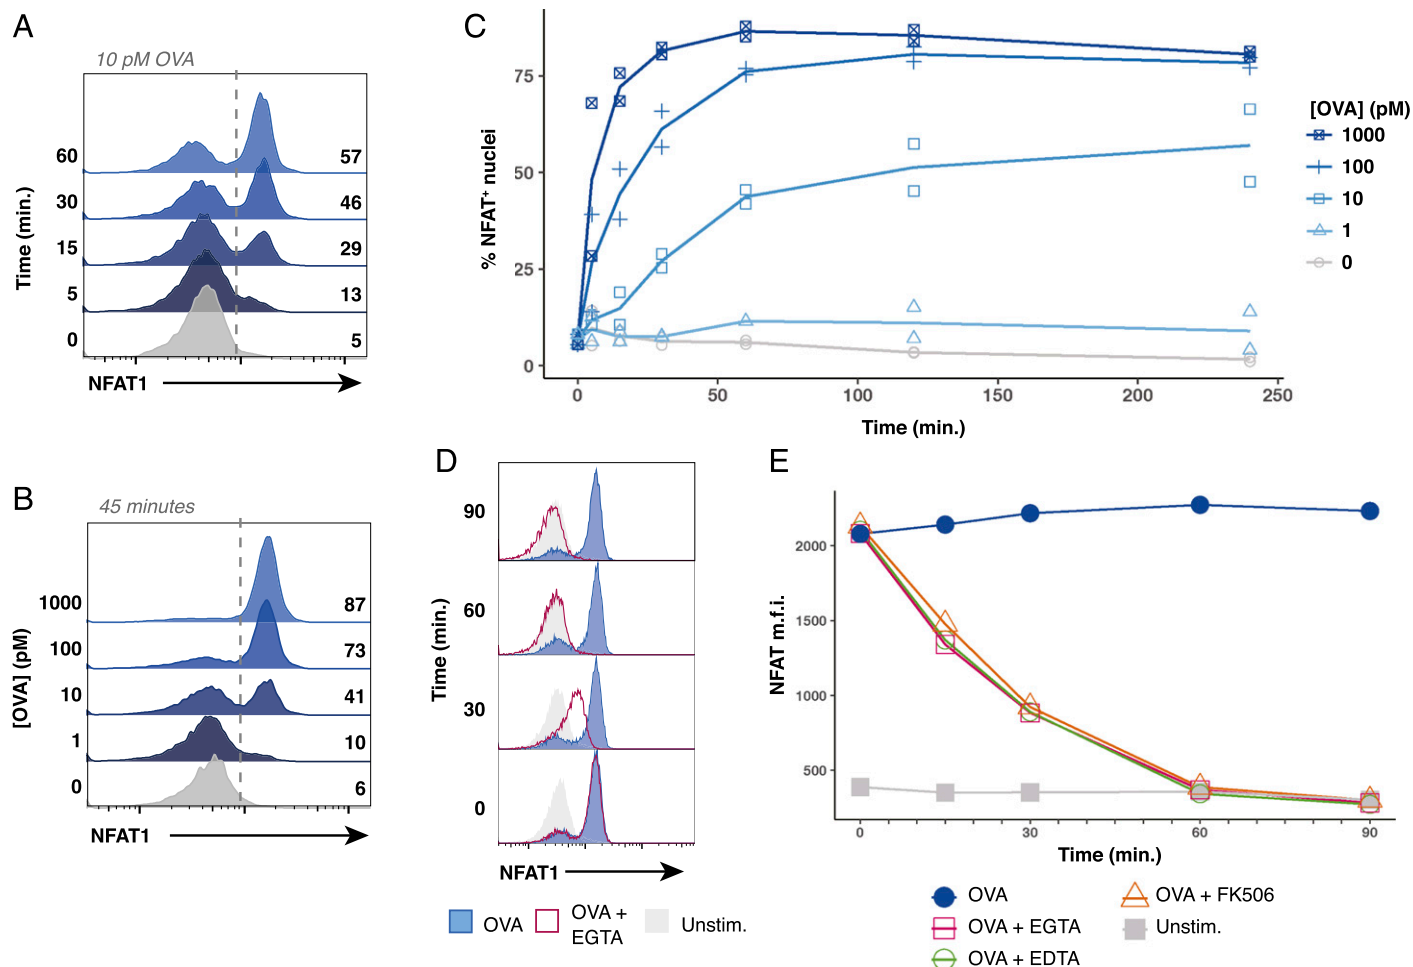 A
10 pM OVA
Time (min.)
60 57
30 46
15 29
5 13
0 5
NFAT1
B
45 minutes
[OVA] (pM)
1000 87
100 73
10 41
1 10
0 6
NFAT1
C
% NFAT+ nuclei
75
50
25
0
0 50 100 150 200 250
Time (min.)
[OVA] (pM)
1000
100
10
1
0
D
Time (min.)
90
60
30
0
NFAT1
OVA
OVA +
EGTA
Unstim.
E
NFAT m.f.i.
2000
1500
1000
500
0 30 60 90
Time (min.)
OVA
OVA + EGTA
OVA + EDTA
OVA + FK506
Unstim.